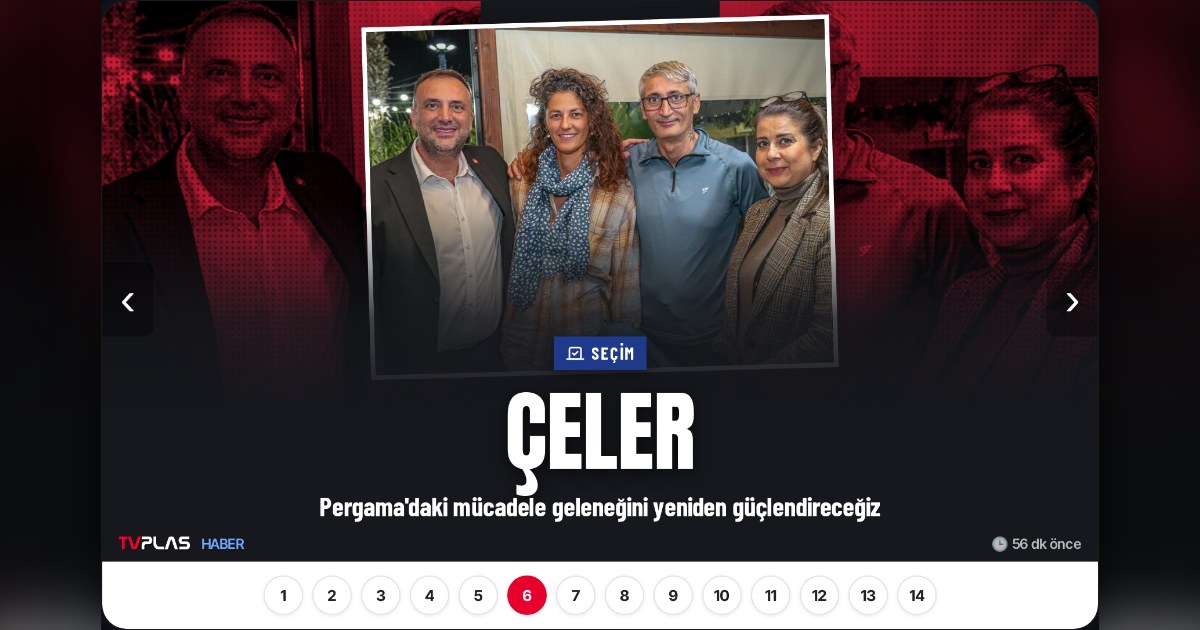 SEÇİM
ÇELER
Pergama'daki mücadele geleneğini yeniden güçlendireceğiz
TVPLAS HABER
56 dk önce
1 2 3 4 5 6 7 8 9 10 11 12 13 14